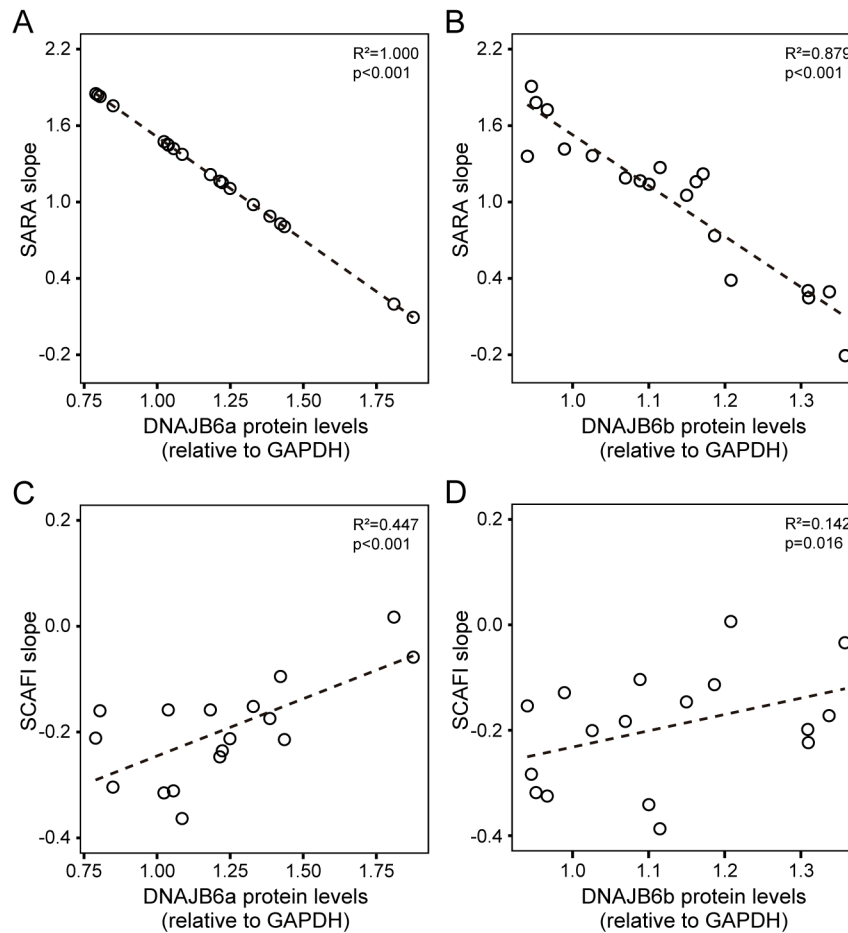 A
2.2
1.6
1.0
0.4
-0.2
SARA slope
R²=1.000
p<0.001
0.75
1.00
1.25
1.50
1.75
DNAJB6a protein levels
(relative to GAPDH)
B
2.2
1.6
1.0
0.4
-0.2
SARA slope
R²=0.879
p<0.001
1.0
1.1
1.2
1.3
DNAJB6b protein levels
(relative to GAPDH)
C
0.2
0.0
-0.2
-0.4
SCAFI slope
R²=0.447
p<0.001
0.75
1.00
1.25
1.50
1.75
DNAJB6a protein levels
(relative to GAPDH)
D
0.2
0.0
-0.2
-0.4
SCAFI slope
R²=0.142
p=0.016
1.0
1.1
1.2
1.3
DNAJB6b protein levels
(relative to GAPDH)